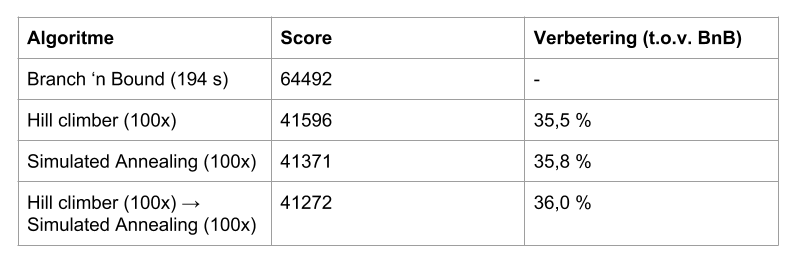 Algoritme Score Verbetering (t.o.v. BnB)
Branch ‘n Bound (194 s) 64492 -
Hill climber (100x) 41596 35,5 %
Simulated Annealing (100x) 41371 35,8 %
Hill climber (100x) → 41272 36,0 %
Simulated Annealing (100x)